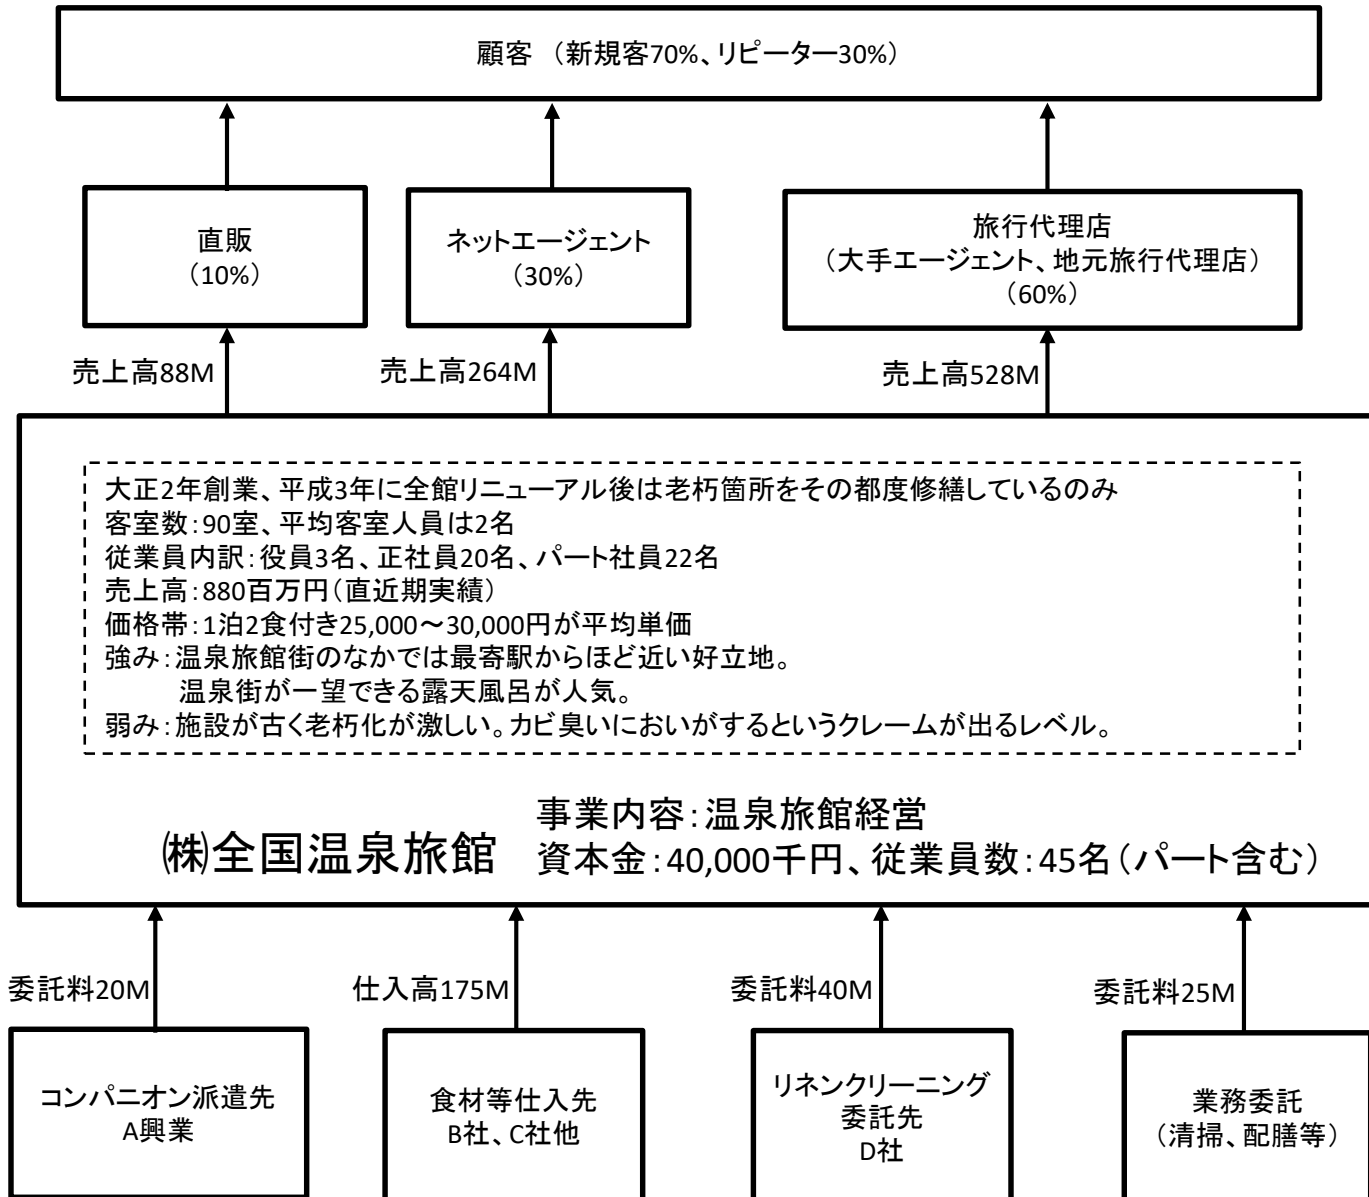 顧客 （新規客70%、リピーター30%）
直販
（10%）
ネットエージェント
（30%）
旅行代理店
（大手エージェント、地元旅行代理店）
（60%）
売上高88M
売上高264M
売上高528M
大正2年創業、平成3年に全館リニューアル後は老朽箇所をその都度修繕しているのみ
客室数：90室、平均客室人員は2名
従業員内訳：役員3名、正社員20名、パート社員22名
売上高：880百万円（直近期実績）
価格帯：1泊2食付き25,000～30,000円が平均単価
強み：温泉旅館街のなかでは最寄駅からほど近い好立地。
温泉街が一望できる露天風呂が人気。
弱み：施設が古く老朽化が激しい。カビ臭いにおいがするというクレームが出るレベル。
㈱全国温泉旅館
事業内容：温泉旅館経営
資本金：40,000千円、従業員数：45名（パート含む）
委託料20M
仕入高175M
委託料40M
委託料25M
コンパニオン派遣先
A興業
食材等仕入先
B社、C社他
リネンクリーニング
委託先
D社
業務委託
（清掃、配膳等）